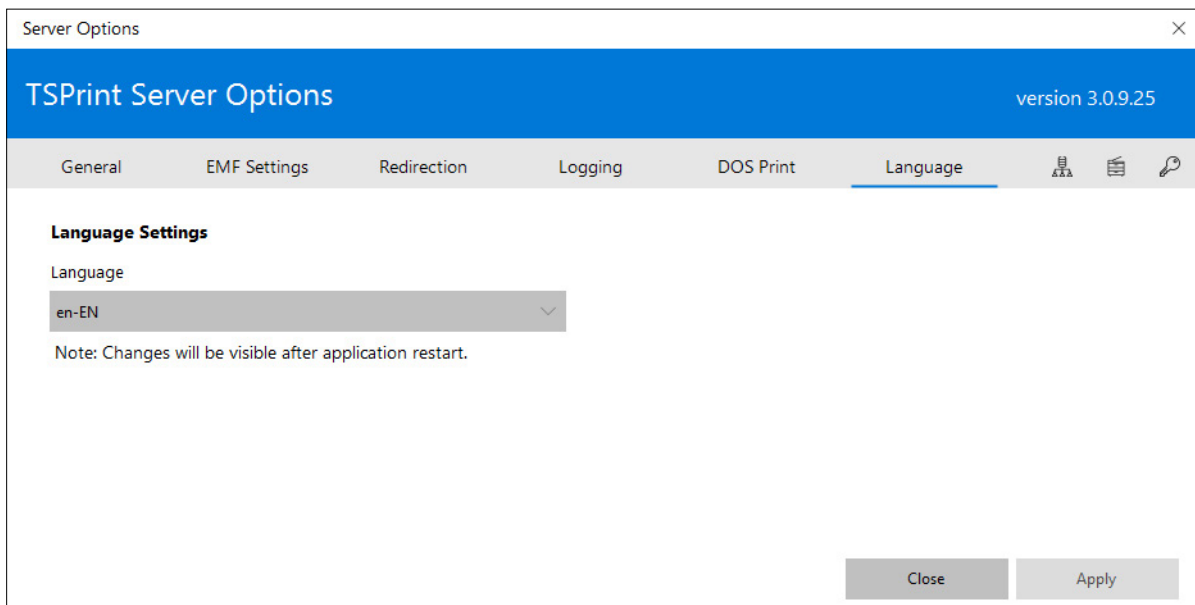 Server Options
TSPrint Server Options
version 3.0.9.25
General EMF Settings Redirection Logging DOS Print Language
Language Settings
Language
en-EN
Note: Changes will be visible after application restart.
Close Apply